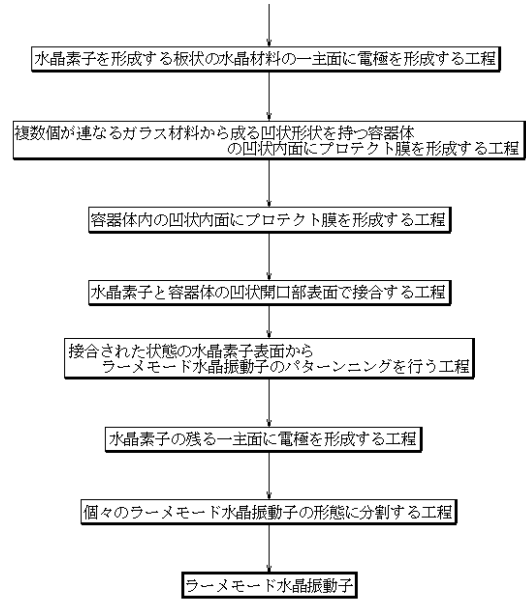 水晶素子を形成する板状の水晶材料の一主面に電極を形成する工程
複数個が連なるガラス材料から成る凹状形状を持つ容器体
の凹状内面にプロテクト膜を形成する工程
容器体内の凹状内面にプロテクト膜を形成する工程
水晶素子と容器体の凹状開口部表面で接合する工程
接合された状態の水晶素子表面から
ラーメモード水晶振動子のパターンニングを行う工程
水晶素子の残る一主面に電極を形成する工程
個々のラーメモード水晶振動子の形態に分割する工程
ラーメモード水晶振動子